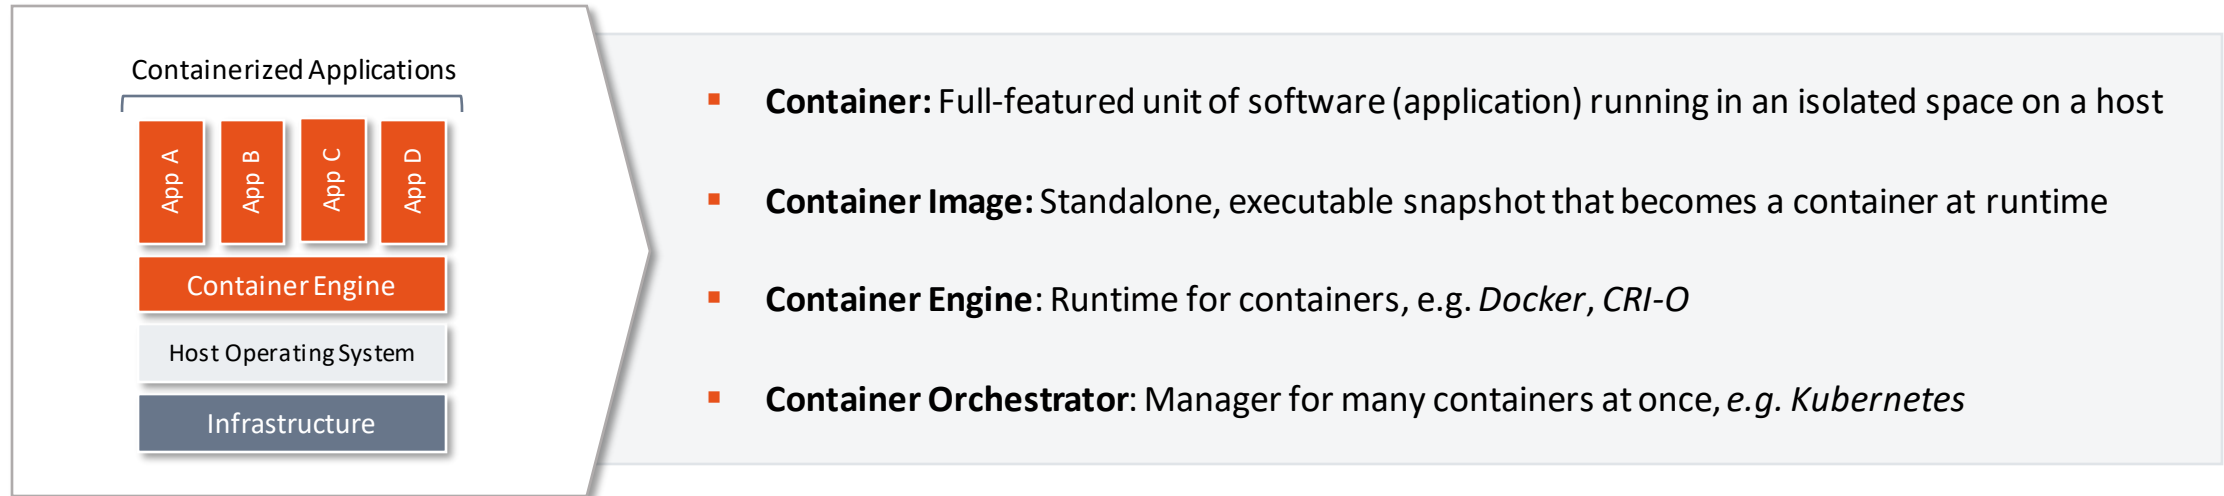 Containerized Applications
App A
App B
App C
App D
Container Engine
Host Operating System
Infrastructure
▪ Container: Full-featured unit of software (application) running in an isolated space on a host
▪ Container Image: Standalone, executable snapshot that becomes a container at runtime
▪ Container Engine: Runtime for containers, e.g. Docker, CRI-O
▪ Container Orchestrator: Manager for many containers at once, e.g. Kubernetes